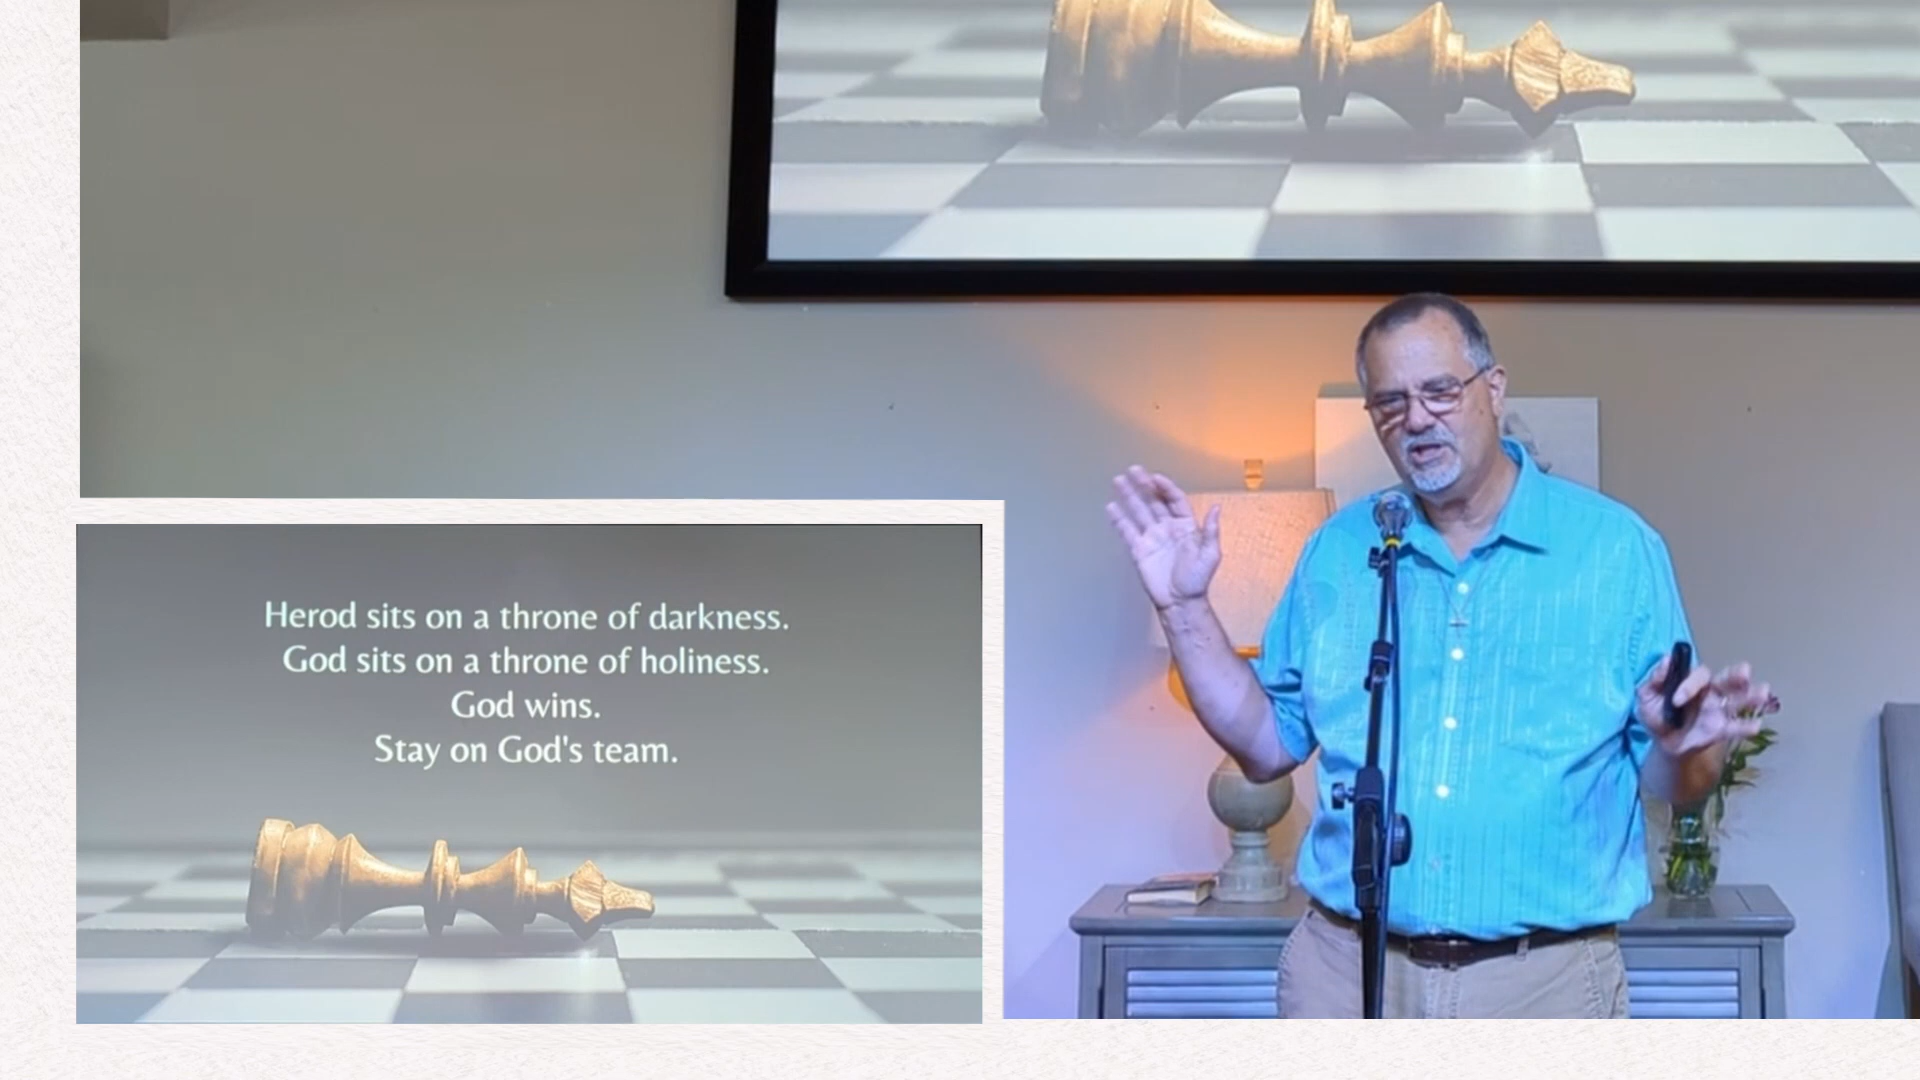 Herod sits on a throne of darkness.
God sits on a throne of holiness.
God wins.
Stay on God's team.